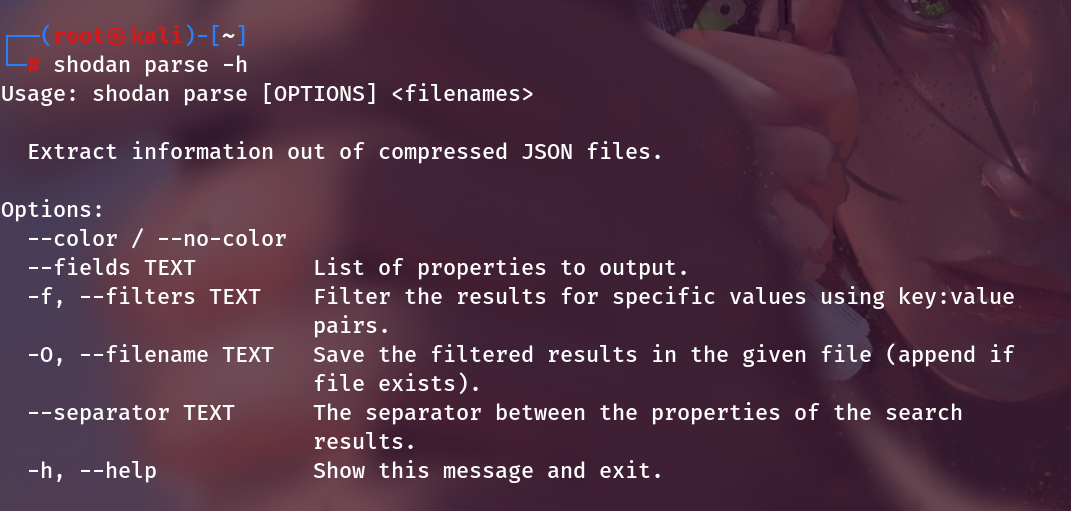 ┌──(root㉿kali)-[~]
└─# shodan parse -h
Usage: shodan parse [OPTIONS] <filenames>
Extract information out of compressed JSON files.
Options:
--color / --no-color
--fields TEXT List of properties to output.
-f, --filters TEXT Filter the results for specific values using key:value
pairs.
-O, --filename TEXT Save the filtered results in the given file (append if
file exists).
--separator TEXT The separator between the properties of the search
results.
-h, --help Show this message and exit.